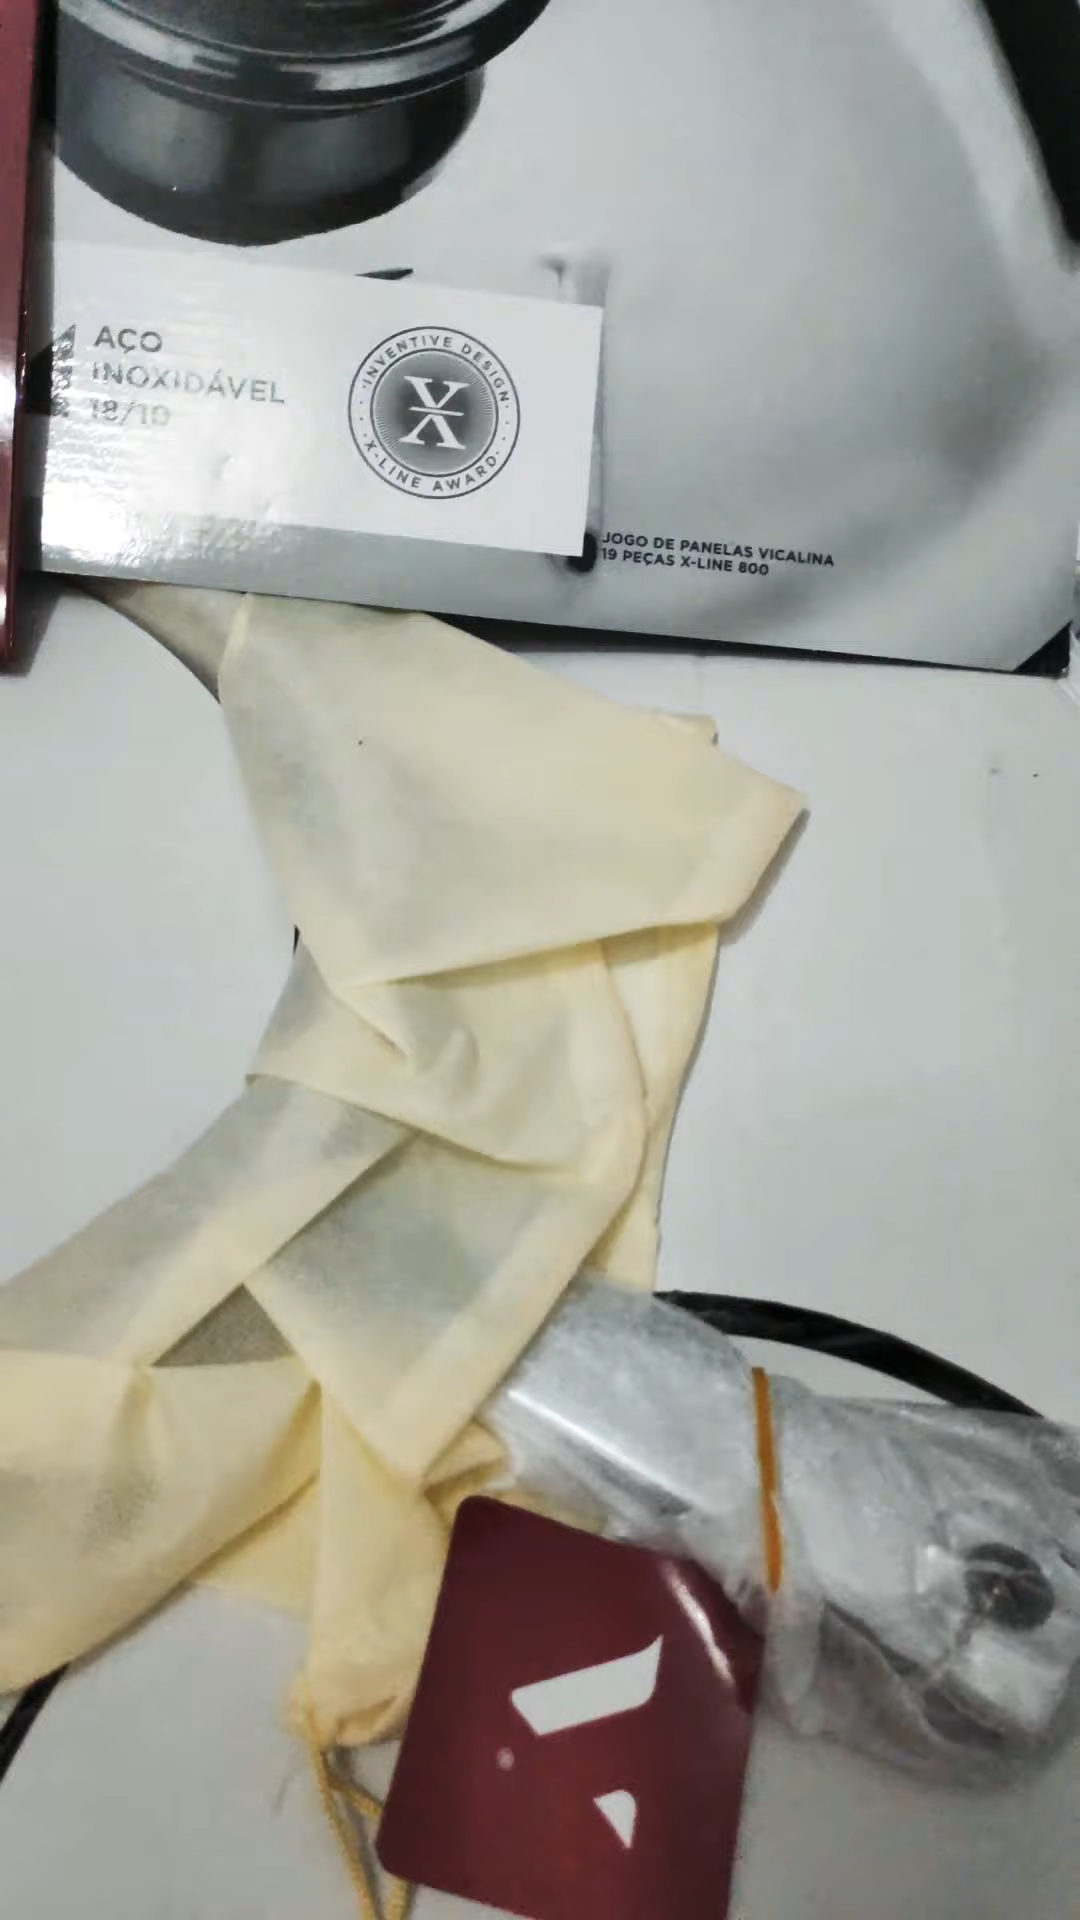 AÇO
INOXIDÁVEL
18/10
·INVENTIVE DESIGN·
X
·X-LINE AWARD·
JOGO DE PANELAS VICALINA
19 PEÇAS X-LINE 800